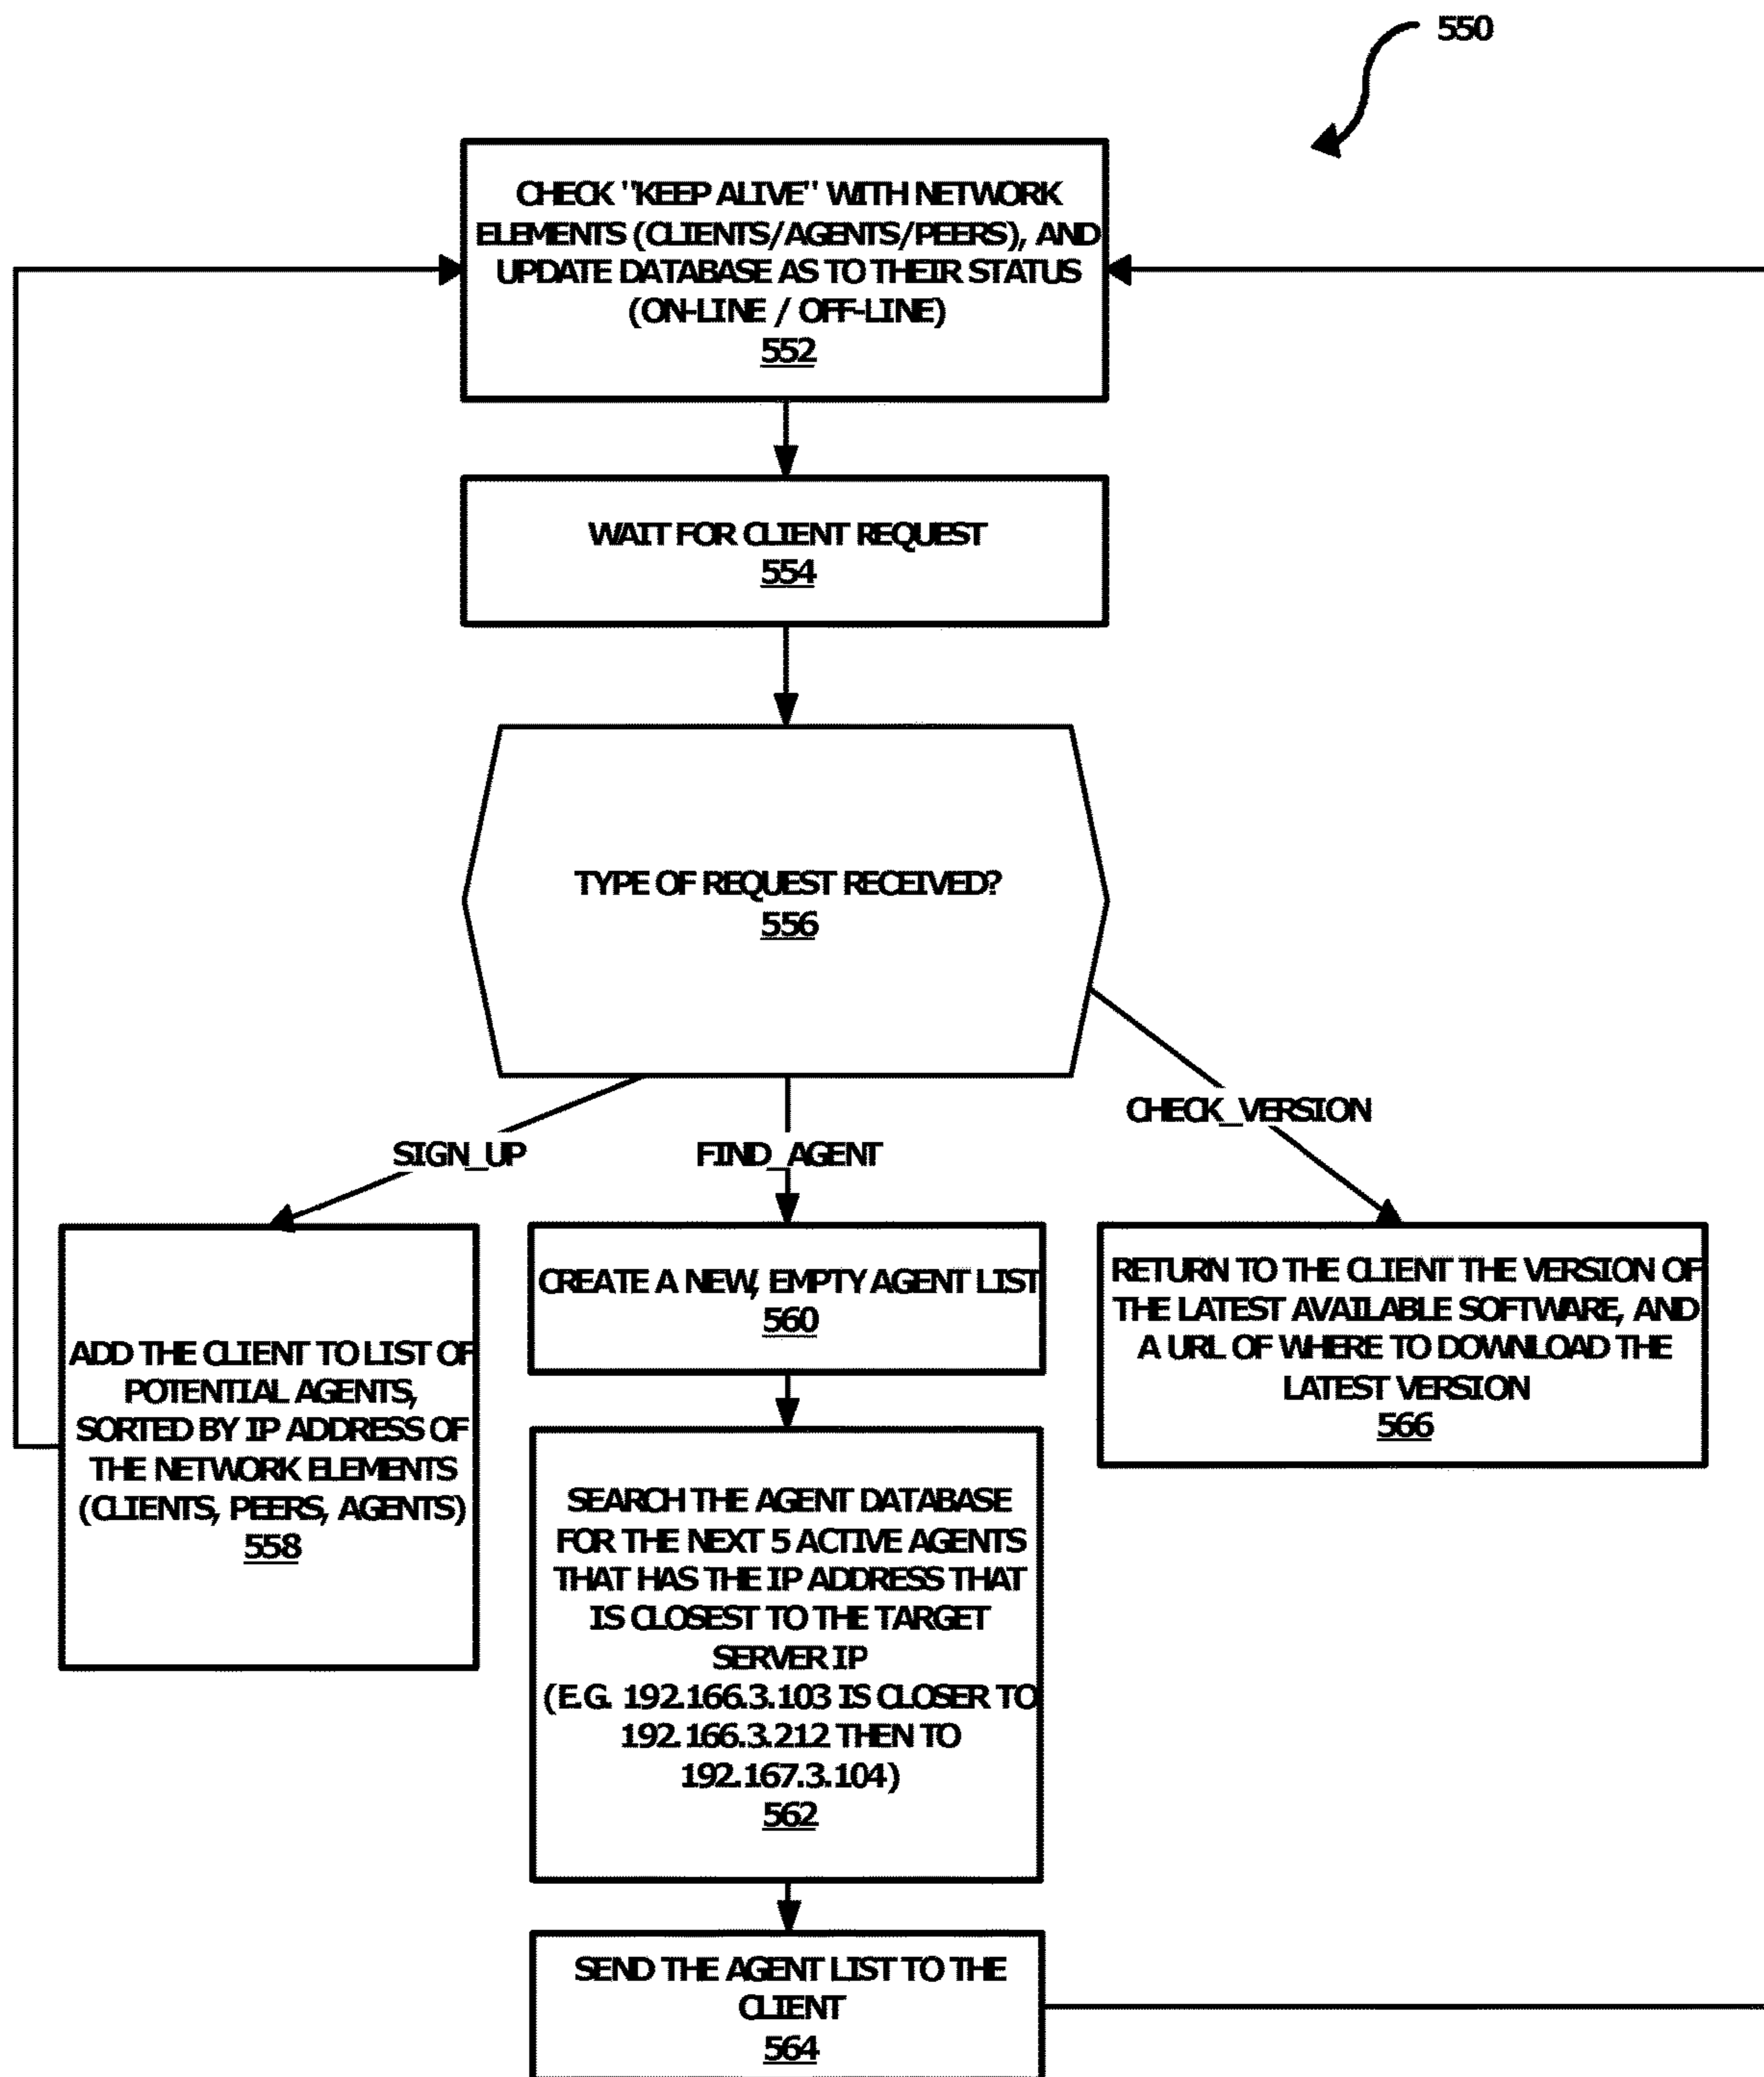 550
CHECK "KEEP ALIVE" WITH NETWORK
ELEMENTS (CLIENTS/AGENTS/PEERS), AND
UPDATE DATABASE AS TO THEIR STATUS
(ON-LINE / OFF-LINE)
552
WAIT FOR CLIENT REQUEST
554
TYPE OF REQUEST RECEIVED?
556
SIGN_UP
FIND_AGENT
CHECK_VERSION
ADD THE CLIENT TO LIST OF
POTENTIAL AGENTS,
SORTED BY IP ADDRESS OF
THE NETWORK ELEMENTS
(CLIENTS, PEERS, AGENTS)
558
CREATE A NEW, EMPTY AGENT LIST
560
SEARCH THE AGENT DATABASE
FOR THE NEXT 5 ACTIVE AGENTS
THAT HAS THE IP ADDRESS THAT
IS CLOSEST TO THE TARGET
SERVER IP
(E.G. 192.166.3.103 IS CLOSER TO
192.166.3.212 THEN TO
192.167.3.104)
562
SEND THE AGENT LIST TO THE
CLIENT
564
RETURN TO THE CLIENT THE VERSION OF
THE LATEST AVAILABLE SOFTWARE, AND
A URL OF WHERE TO DOWNLOAD THE
LATEST VERSION
566